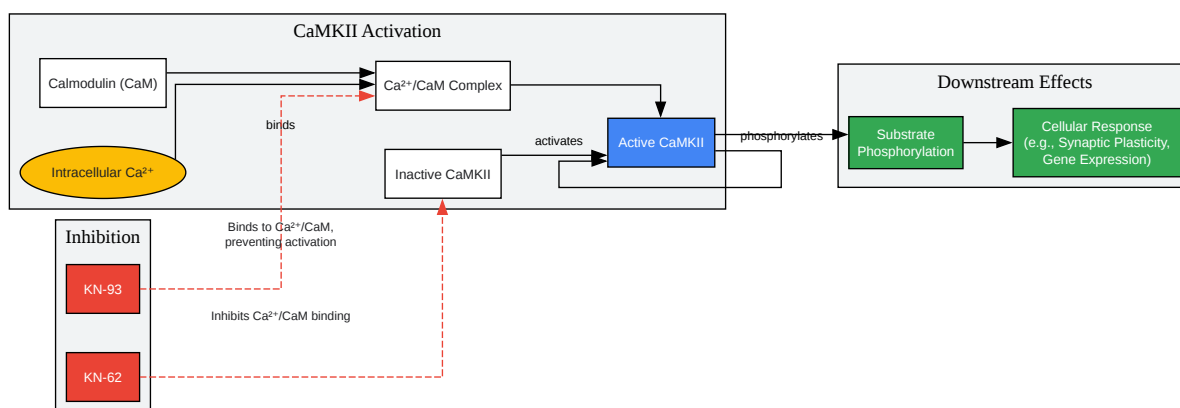 CaMKII Activation
Calmodulin (CaM)
Ca²⁺/CaM Complex
binds
Intracellular Ca²⁺
activates
Inactive CaMKII
Active CaMKII
phosphorylates
Downstream Effects
Substrate
Phosphorylation
Cellular Response
(e.g., Synaptic Plasticity,
Gene Expression)
Inhibition
KN-93
Binds to Ca²⁺/CaM,
preventing activation
Inhibits Ca²⁺/CaM binding
KN-62